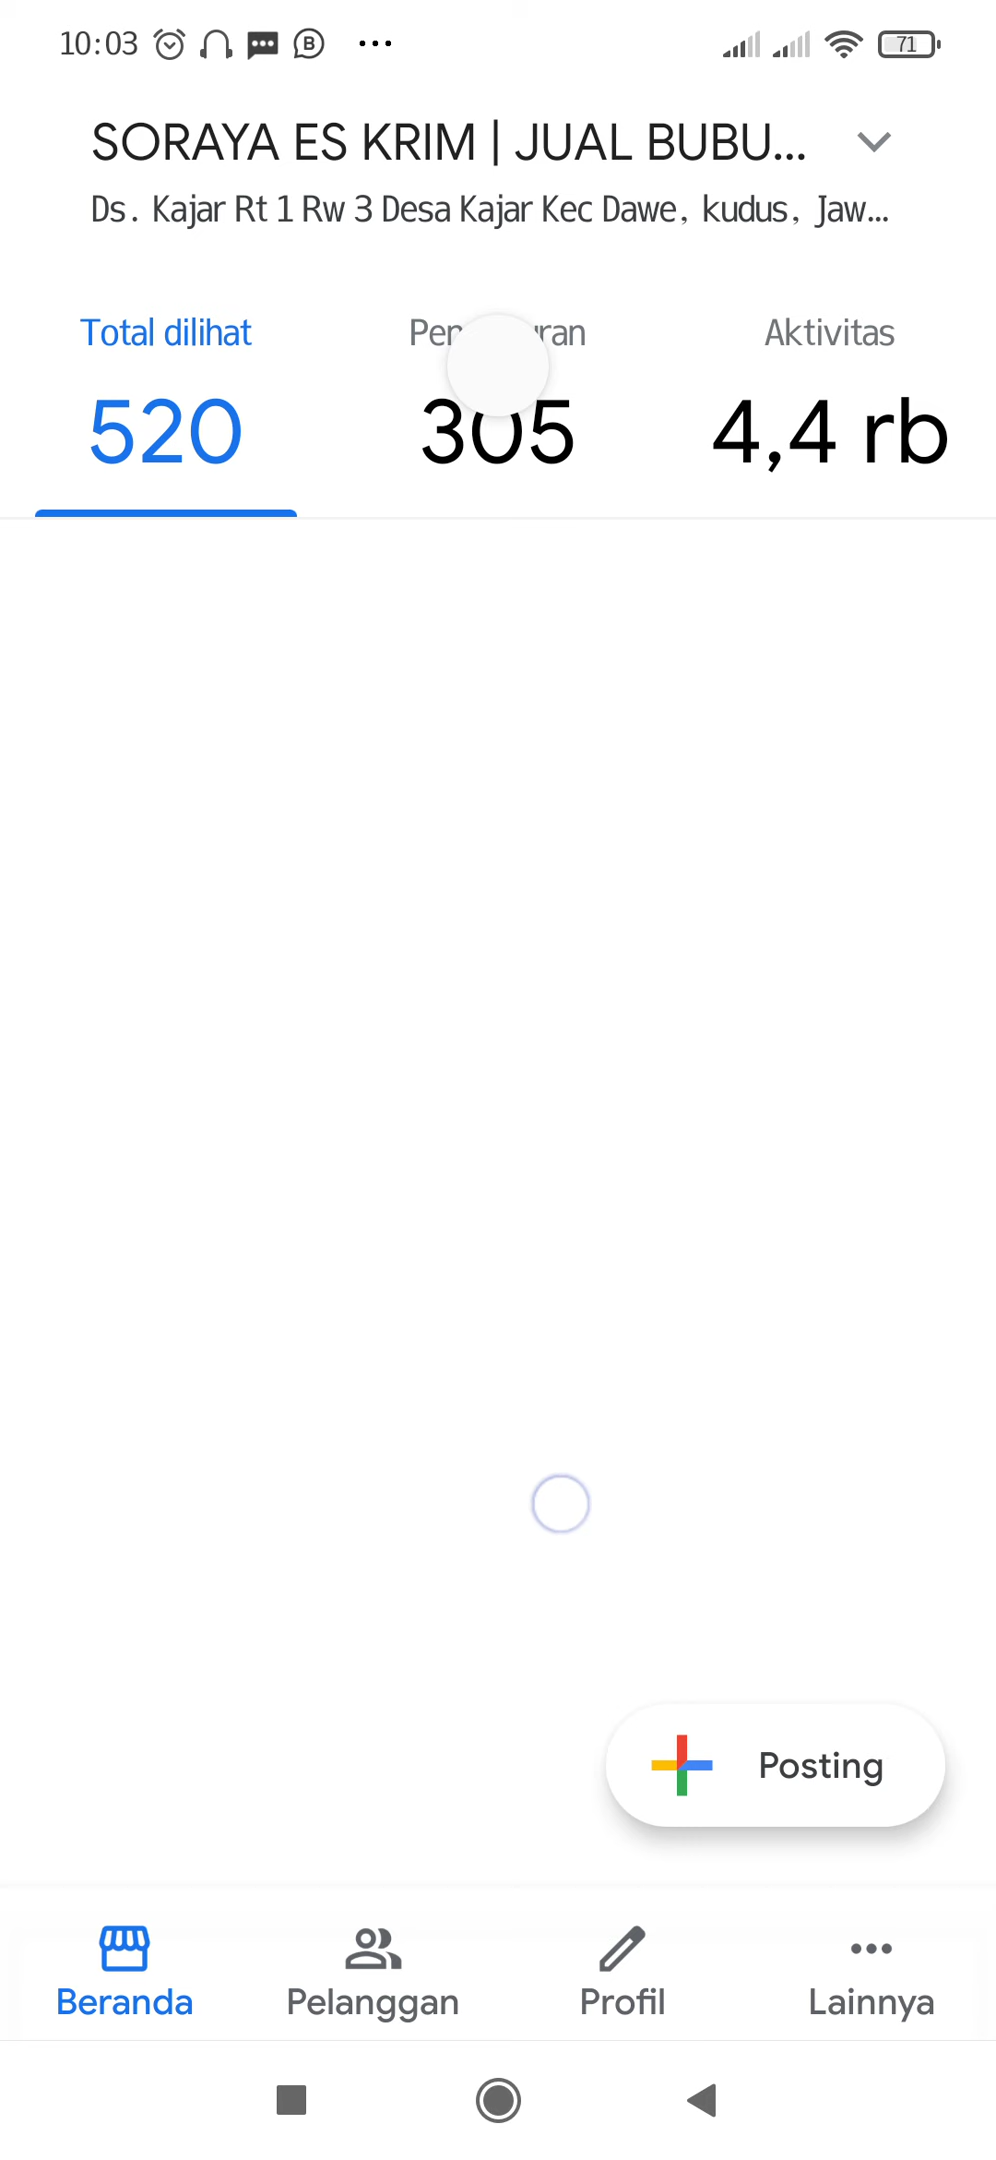 10:03
71
SORAYA ES KRIM | JUAL BUBU...
Ds. Kajar Rt 1 Rw 3 Desa Kajar Kec Dawe, kudus, Jaw...
Total dilihat
Aktivitas
520
305
4,4 rb
Posting
Beranda
Pelanggan
Profil
Lainnya